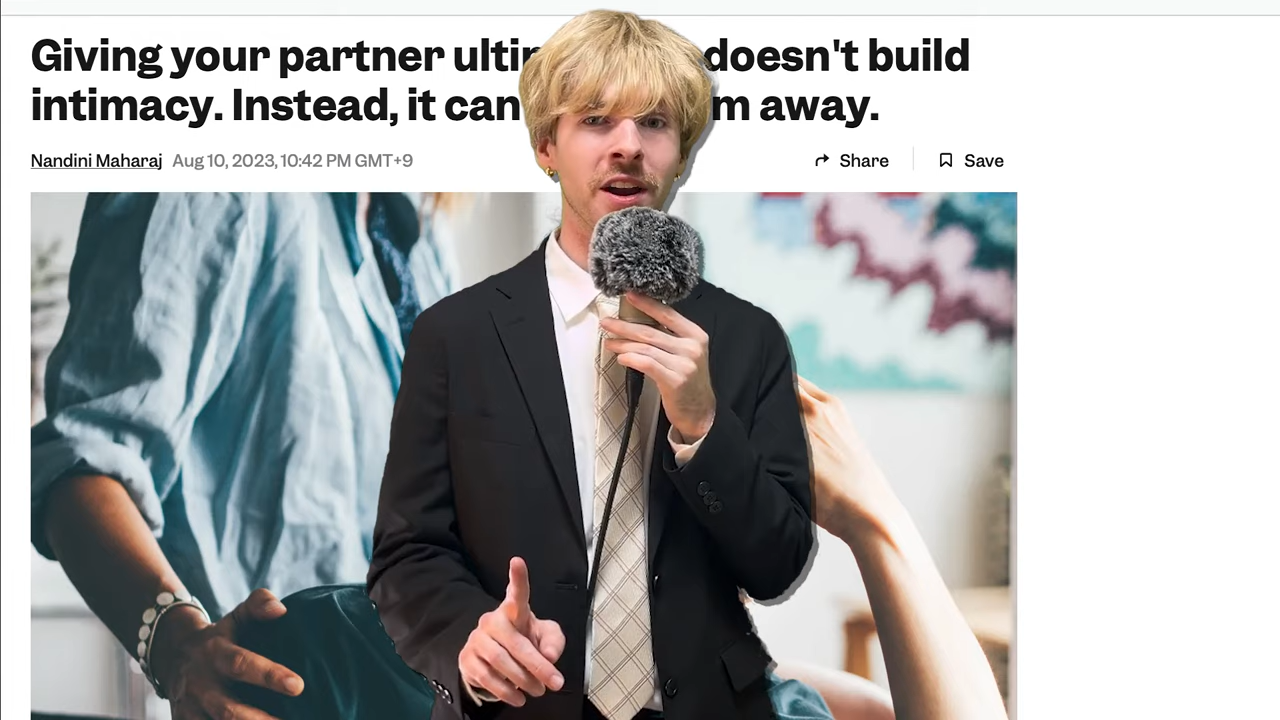 Giving your partner doesn't build
intimacy. Instead, it can away.
Nandini Maharaj Aug 10, 2023, 10:42 PM GMT+9
Share Save